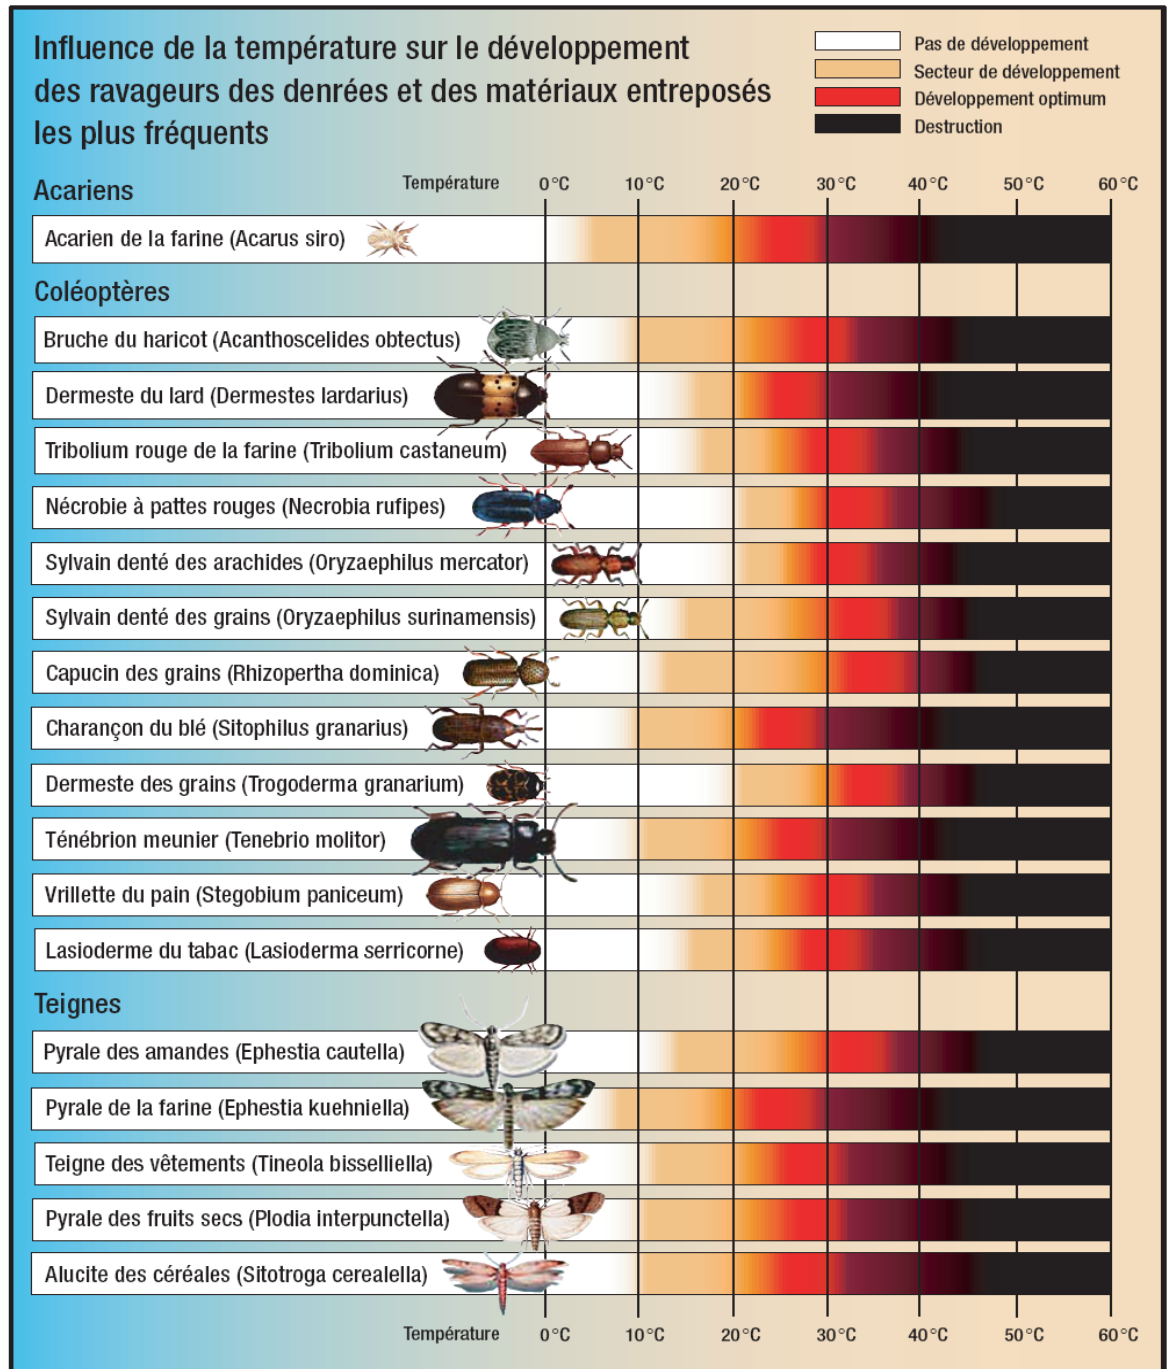 Influence de la température sur le développement
des ravageurs des denrées et des matériaux entreposés
les plus fréquents
Pas de développement
Secteur de développement
Développement optimum
Destruction
Acariens
Température 0°C 10°C 20°C 30°C 40°C 50°C 60°C
Acarien de la farine (Acarus siro)
Coléoptères
Bruche du haricot (Acanthoscelides obtectus)
Dermeste du lard (Dermestes lardarius)
Tribolium rouge de la farine (Tribolium castaneum)
Nécrobie à pattes rouges (Necrobia rufipes)
Sylvain denté des arachides (Oryzaephilus mercator)
Sylvain denté des grains (Oryzaephilus surinamensis)
Capucin des grains (Rhizopertha dominica)
Charançon du blé (Sitophilus granarius)
Dermeste des grains (Trogoderma granarium)
Ténébrion meunier (Tenebrio molitor)
Vrillette du pain (Stegobium paniceum)
Lasioderme du tabac (Lasioderma serricorne)
Teignes
Pyrale des amandes (Ephestia cautella)
Pyrale de la farine (Ephestia kuehniella)
Teigne des vêtements (Tineola bisselliella)
Pyrale des fruits secs (Plodia interpunctella)
Alucite des céréales (Sitotroga cerealella)
Température 0°C 10°C 20°C 30°C 40°C 50°C 60°C